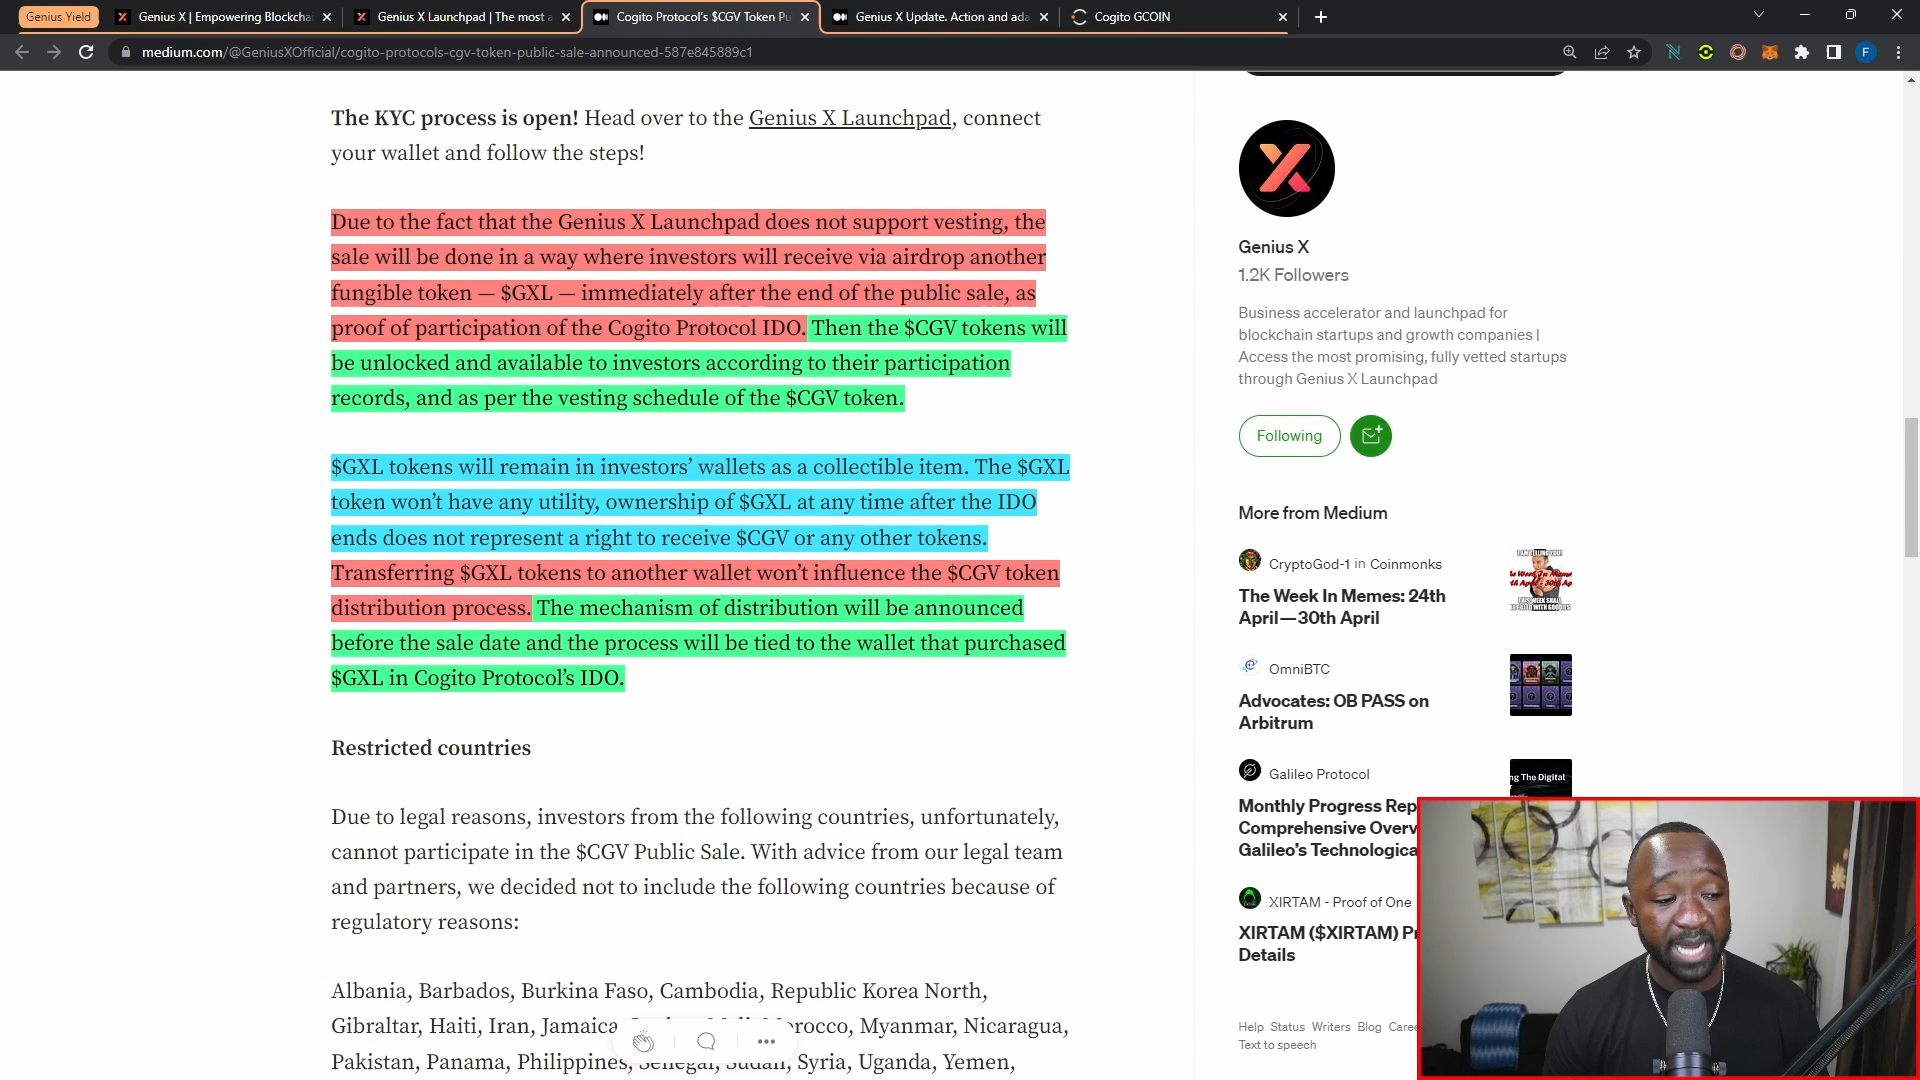 Genius Yield
Genius X | Empowering Blockcha
Genius X Launchpad | The most a
Cogito Protocol's $CGV Token Pu
Genius X Update. Action and ada
Cogito GCOIN
medium.com/@GeniusXOfficial/cogito-protocols-cgv-token-public-sale-announced-587e845889c1
F
The KYC process is open! Head over to the Genius X Launchpad, connect
your wallet and follow the steps!
Due to the fact that the Genius X Launchpad does not support vesting, the
sale will be done in a way where investors will receive via airdrop another
fungible token — $GXL — immediately after the end of the public sale, as
proof of participation of the Cogito Protocol IDO. Then the $CGV tokens will
be unlocked and available to investors according to their participation
records, and as per the vesting schedule of the $CGV token.
$GXL tokens will remain in investors’ wallets as a collectible item. The $GXL
token won’t have any utility, ownership of $GXL at any time after the IDO
ends does not represent a right to receive $CGV or any other tokens.
Transferring $GXL tokens to another wallet won’t influence the $CGV token
distribution process. The mechanism of distribution will be announced
before the sale date and the process will be tied to the wallet that purchased
$GXL in Cogito Protocol’s IDO.
Restricted countries
Due to legal reasons, investors from the following countries, unfortunately,
cannot participate in the $CGV Public Sale. With advice from our legal team
and partners, we decided not to include the following countries because of
regulatory reasons:
Albania, Barbados, Burkina Faso, Cambodia, Republic Korea North,
Gibraltar, Haiti, Iran, Jamaica, Morocco, Myanmar, Nicaragua,
Pakistan, Panama, Philippines, Senegal, Sudan, Syria, Uganda, Yemen,
Genius X
1.2K Followers
Business accelerator and launchpad for
blockchain startups and growth companies |
Access the most promising, fully vetted startups
through Genius X Launchpad
Following
More from Medium
CryptoGod-1 in Coinmonks
The Week In Memes: 24th
April—30th April
OmniBTC
Advocates: OB PASS on
Arbitrum
Galileo Protocol
ng The Digital
Monthly Progress Rep
Comprehensive Overv
Galileo’s Technologica
XIRTAM - Proof of One
XIRTAM ($XIRTAM) Pr
Details
Help Status Writers Blog Caree
Text to speech